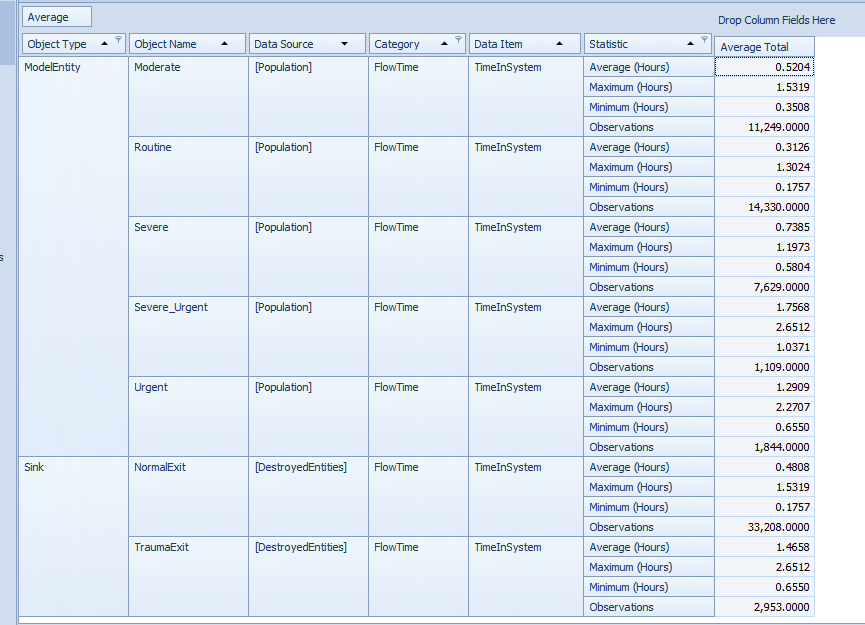 Average
Drop Column Fields Here
Object Type Object Name Data Source Category Data Item Statistic Average Total
ModelEntity Moderate [Population] FlowTime TimeInSystem Average (Hours) 0.5204
Maximum (Hours) 1.5319
Minimum (Hours) 0.3508
Observations 11,249.0000
Routine [Population] FlowTime TimeInSystem Average (Hours) 0.3126
Maximum (Hours) 1.3024
Minimum (Hours) 0.1757
Observations 14,330.0000
Severe [Population] FlowTime TimeInSystem Average (Hours) 0.7385
Maximum (Hours) 1.1973
Minimum (Hours) 0.5804
Observations 7,629.0000
s
Severe_Urgent [Population] FlowTime TimeInSystem Average (Hours) 1.7568
Maximum (Hours) 2.6512
Minimum (Hours) 1.0371
Observations 1,109.0000
Urgent [Population] FlowTime TimeInSystem Average (Hours) 1.2909
Maximum (Hours) 2.2707
Minimum (Hours) 0.6550
Observations 1,844.0000
Sink NormalExit [DestroyedEntities] FlowTime TimeInSystem Average (Hours) 0.4808
Maximum (Hours) 1.5319
Minimum (Hours) 0.1757
Observations 33,208.0000
TraumaExit [DestroyedEntities] FlowTime TimeInSystem Average (Hours) 1.4658
Maximum (Hours) 2.6512
Minimum (Hours) 0.6550
Observations 2,953.0000